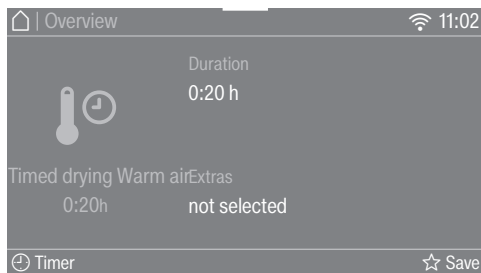 | Overview 11:02
Duration
0:20 h
Timed drying Warm air Extras
0:20h not selected
Timer Save